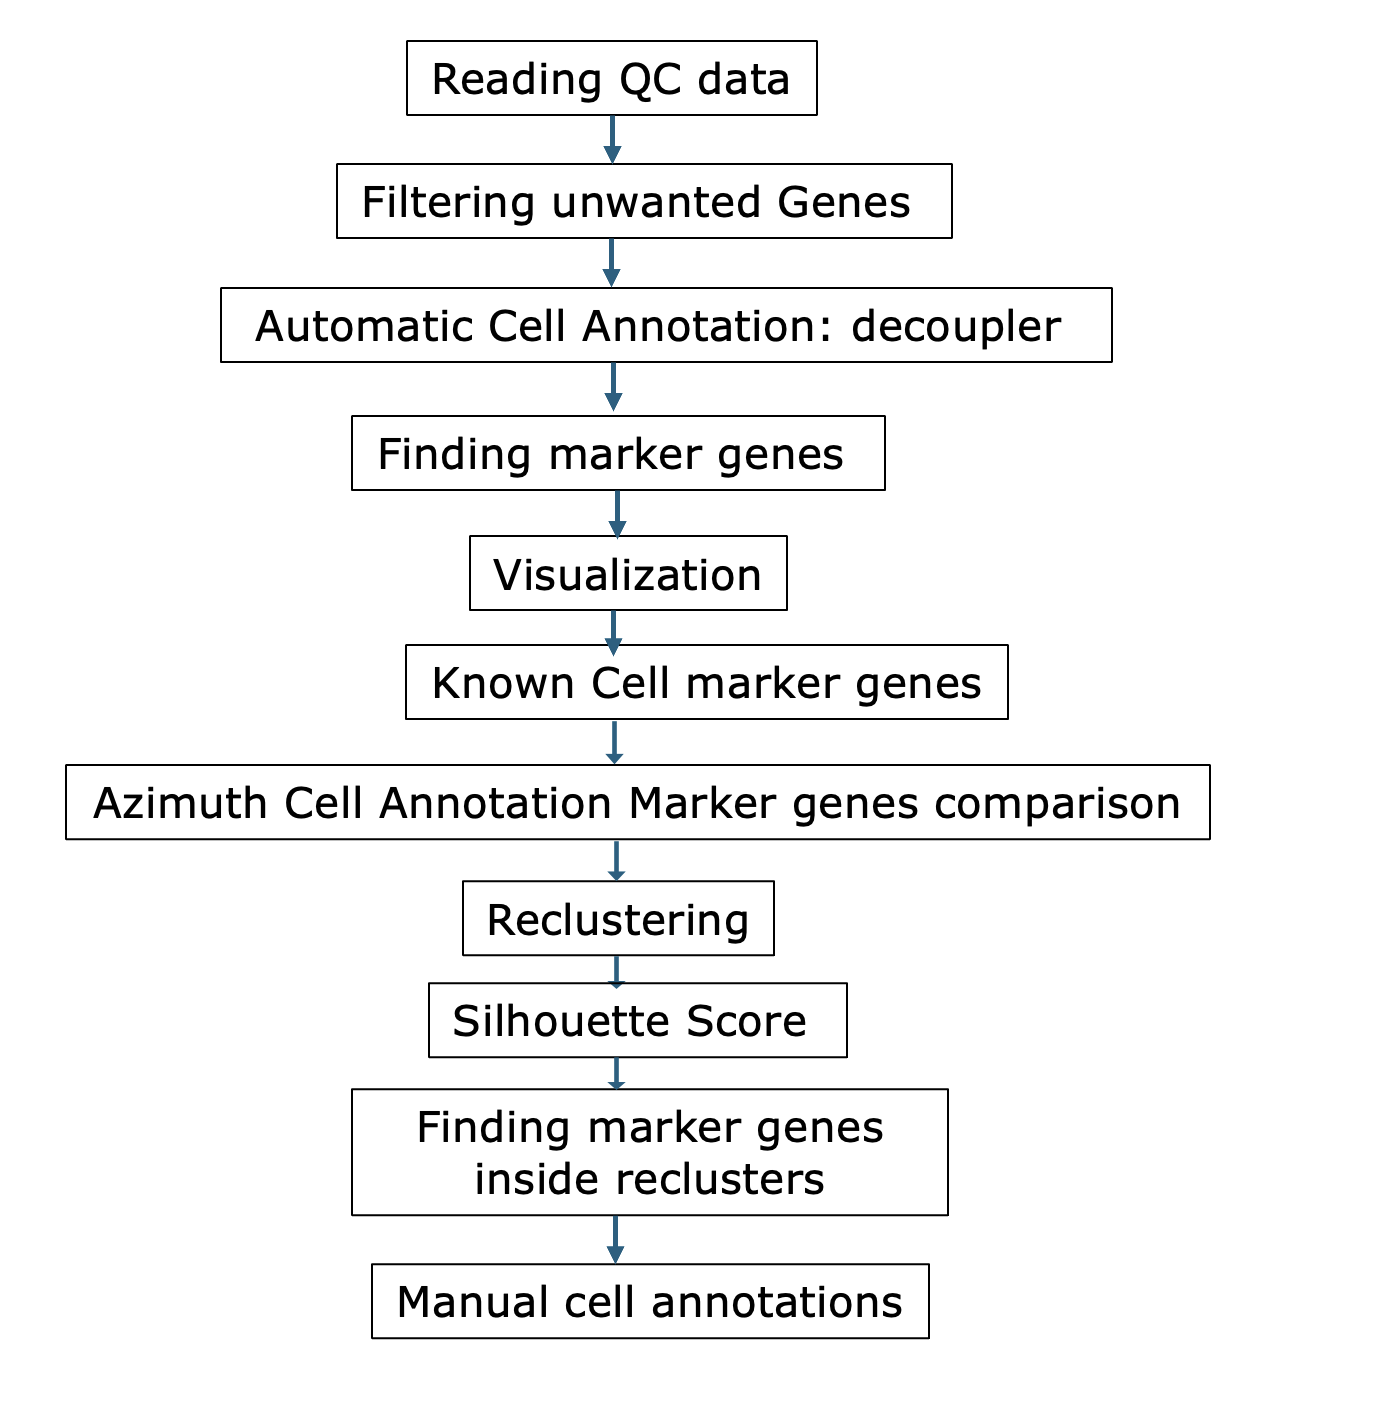 Reading QC data
Filtering unwanted Genes
Automatic Cell Annotation: decoupler
Finding marker genes
Visualization
Known Cell marker genes
Azimuth Cell Annotation Marker genes comparison
Reclustering
Silhouette Score
Finding marker genes
inside reclusters
Manual cell annotations